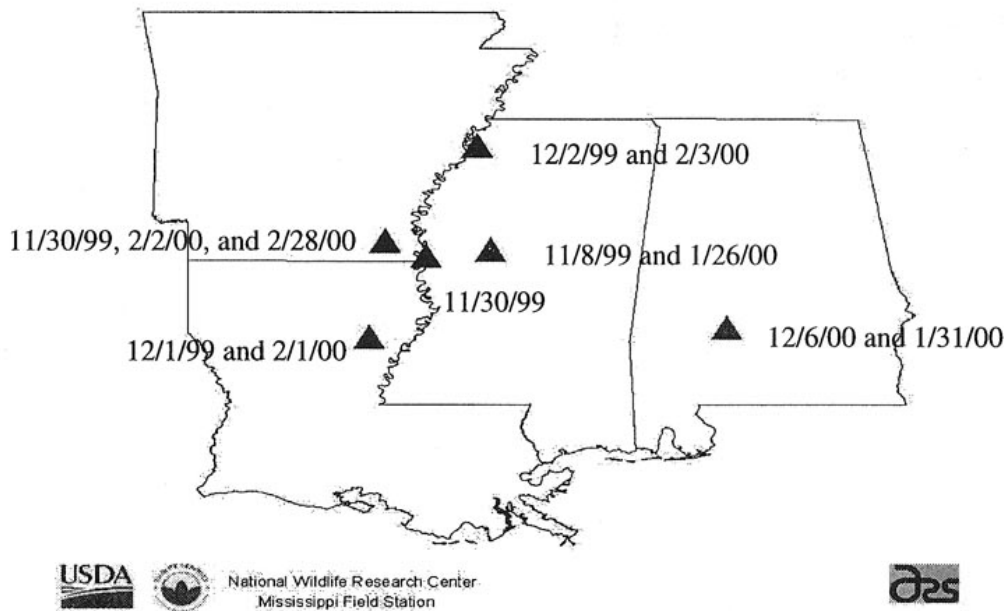 12/2/99 and 2/3/00
11/30/99, 2/2/00, and 2/28/00
11/8/99 and 1/26/00
11/30/99
12/1/99 and 2/1/00
12/6/00 and 1/31/00
USDA
National Wildlife Research Center
Mississippi Field Station
ars